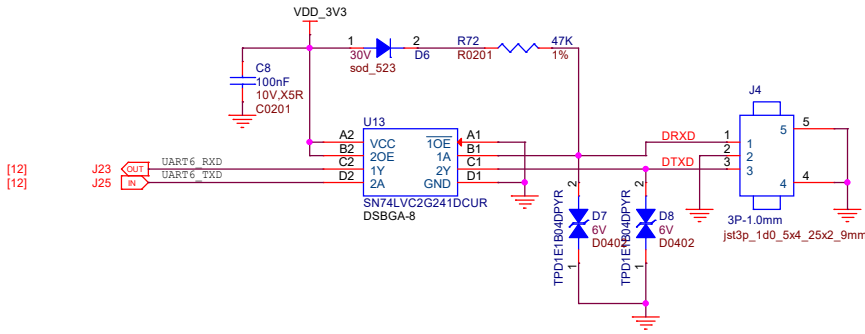 VDD_3V3
1
2
R72
47K
30V
D6
R0201
1%
sod_523
C8
100nF
10V,X5R
C0201
J4
U13
A2
VCC
1OE
A1
B2
2OE
1A
B1
DRXD
1
1
5
5
[12]
J23
OUT
UART6_RXD
C2
1Y
2Y
C1
DTXD
2
2
[12]
J25
IN
UART6_TXD
D2
2A
GND
D1
3
3
4
4
SN74LVC2G241DCUR
DSBGA-8
TPD1E1B04DPYR
2
D7
6V
D0402
1
TPD1E1B04DPYR
2
D8
6V
D0402
1
3P-1.0mm
jst3p_1d0_5x4_25x2_9mm